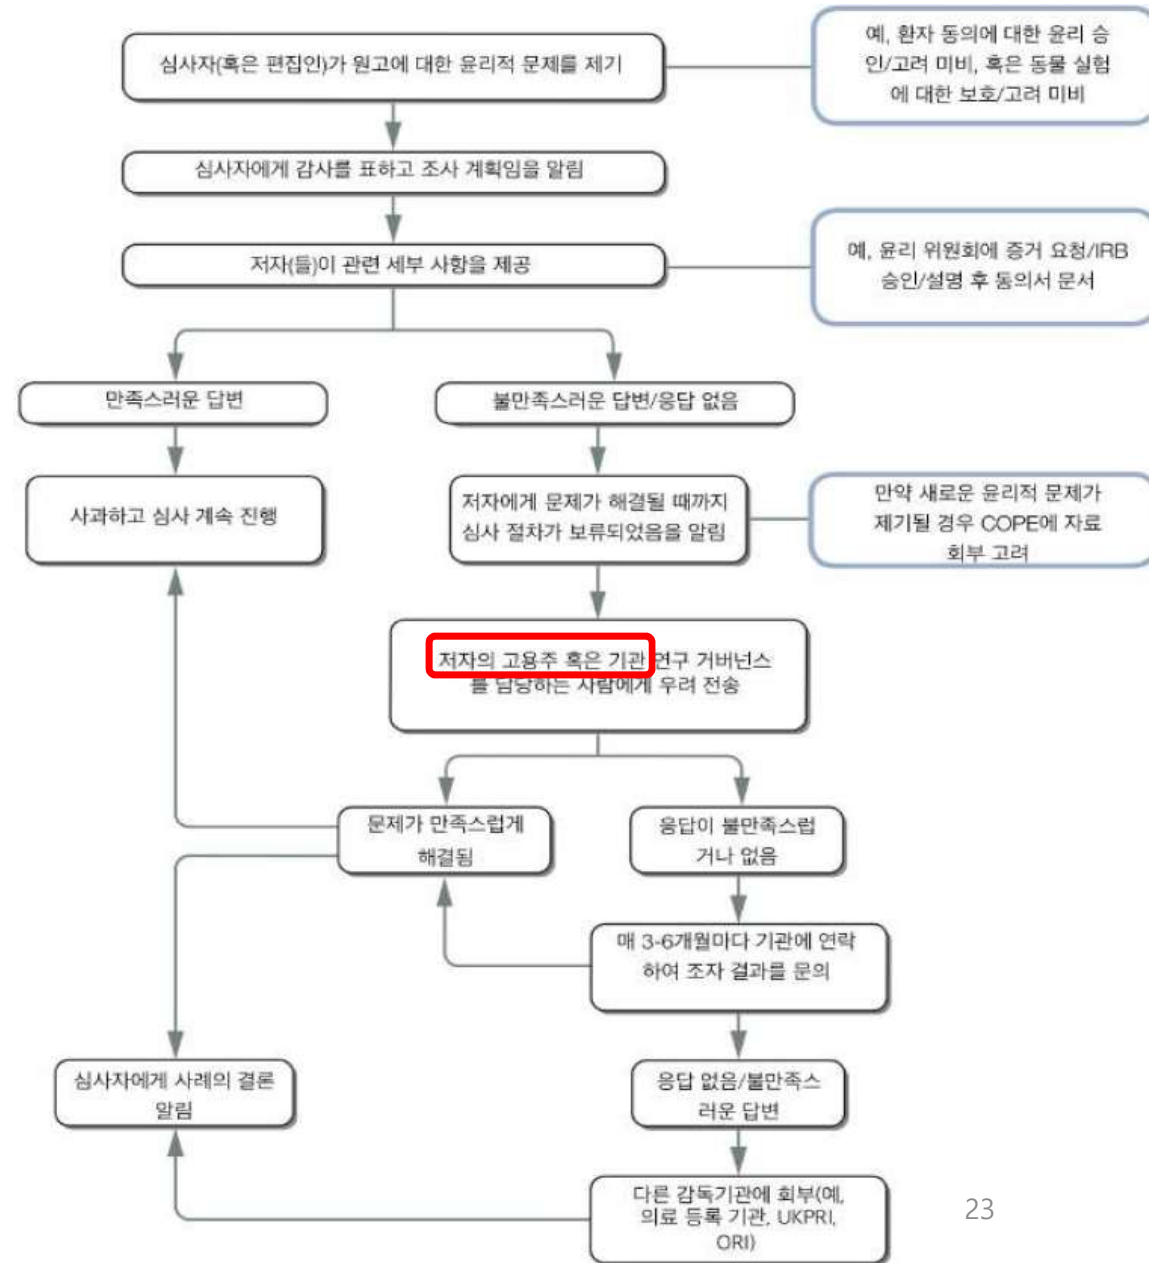 심사자(혹은 편집인)가 원고에 대한 윤리적 문제를 제기
예, 환자 동의에 대한 윤리 승
인/고려 미비, 혹은 동물 실험
에 대한 보호/고려 미비
심사자에게 감사를 표하고 조사 계획임을 알림
저자(들)이 관련 세부 사항을 제공
예, 윤리 위원회에 증거 요청/IRB
승인/설명 후 동의서 문서
만족스러운 답변
불만족스러운 답변/응답 없음
사과하고 심사 계속 진행
저자에게 문제가 해결될 때까지
심사 절차가 보류되었음을 알림
만약 새로운 윤리적 문제가
제기될 경우 COPE에 자료
회부 고려
저자의 고용주 혹은 기관 연구 거버넌스
를 담당하는 사람에게 우려 전송
문제가 만족스럽게
해결됨
응답이 불만족스럽
거나 없음
매 3-6개월마다 기관에 연락
하여 조자 결과를 문의
심사자에게 사례의 결론
알림
응답 없음/불만족스
러운 답변
다른 감독기관에 회부(예,
의료 등록 기관, UKPRI,
ORI)
23